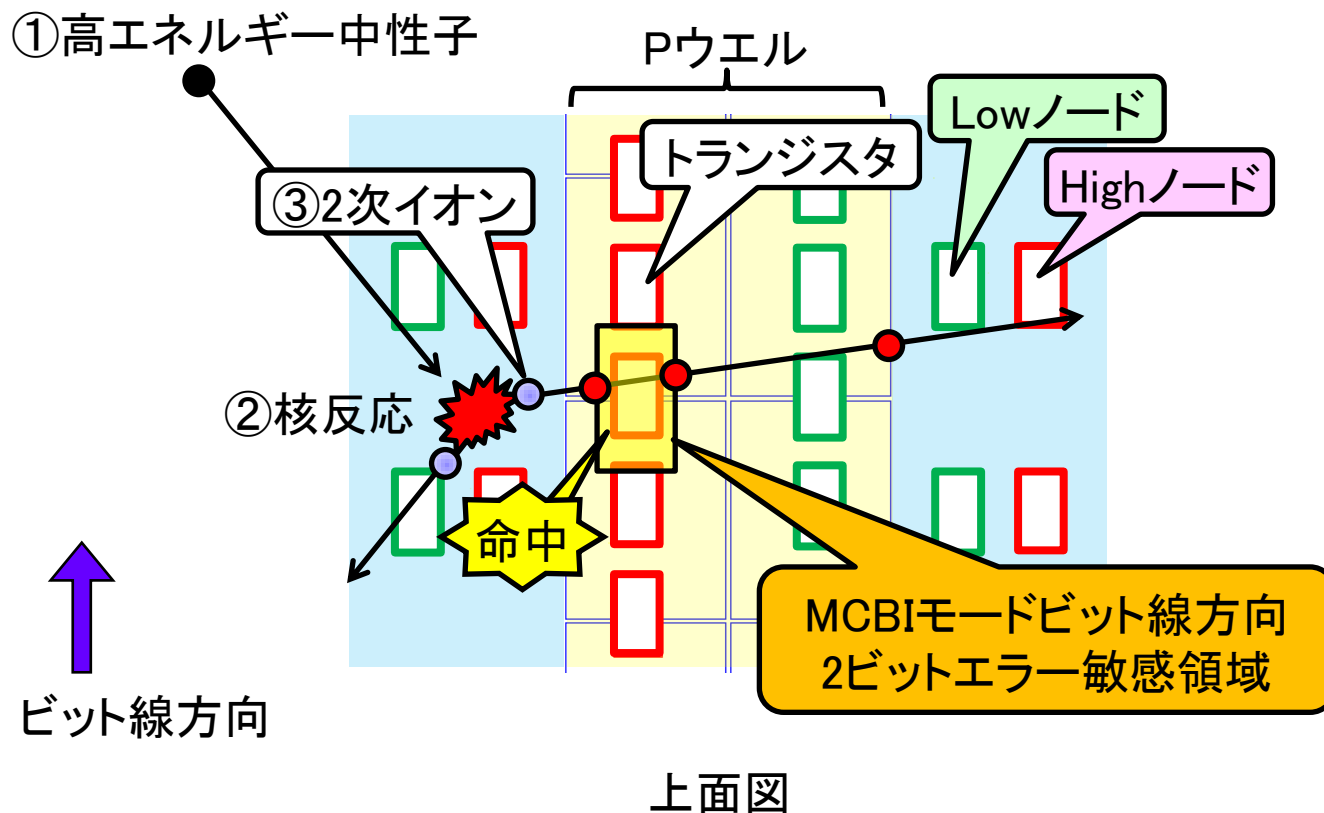 ①高エネルギー中性子
Pウエル
Lowノード
トランジスタ
Highノード
③2次イオン
②核反応
命中
MCBIモードビット線方向
2ビットエラー敏感領域
ビット線方向
上面図